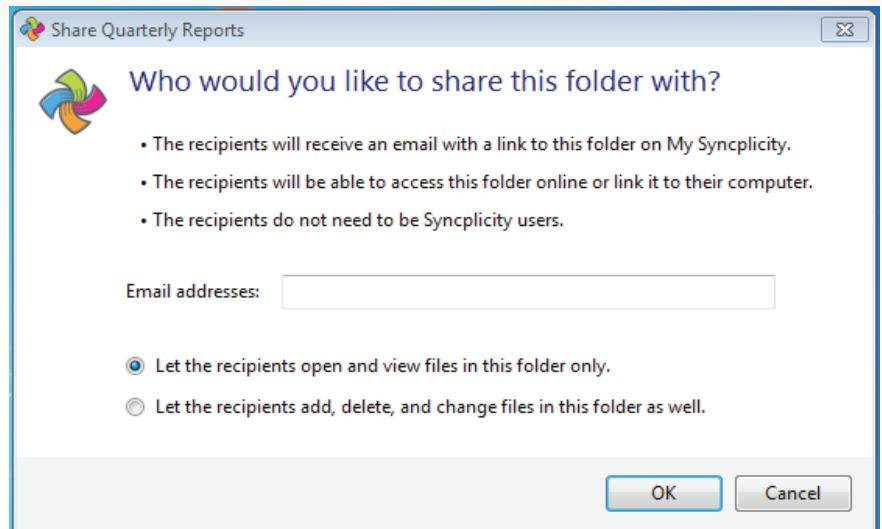 Share Quarterly Reports
Who would you like to share this folder with?
• The recipients will receive an email with a link to this folder on My Syncplicity.
• The recipients will be able to access this folder online or link it to their computer.
• The recipients do not need to be Syncplicity users.
Email addresses:
Let the recipients open and view files in this folder only.
Let the recipients add, delete, and change files in this folder as well.
OK Cancel